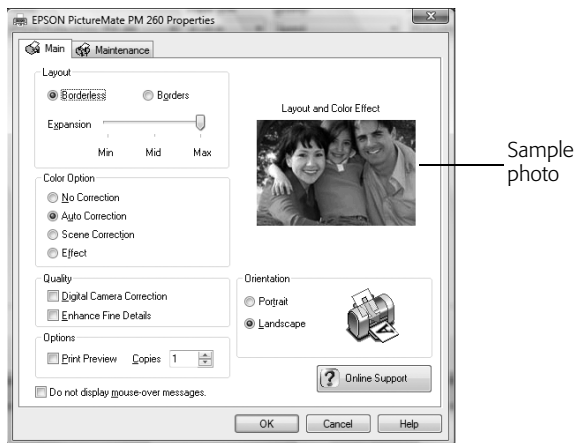 EPSON PictureMate PM 260 Properties
Main
Maintenance
Layout
Borderless
Borders
Expansion
Min Mid Max
Color Option
No Correction
Auto Correction
Scene Correction
Effect
Quality
Digital Camera Correction
Enhance Fine Details
Options
Print Preview
Copies 1
Do not display mouse-over messages.
Layout and Color Effect
Sample
photo
Orientation
Portrait
Landscape
A
? Online Support
OK Cancel Help